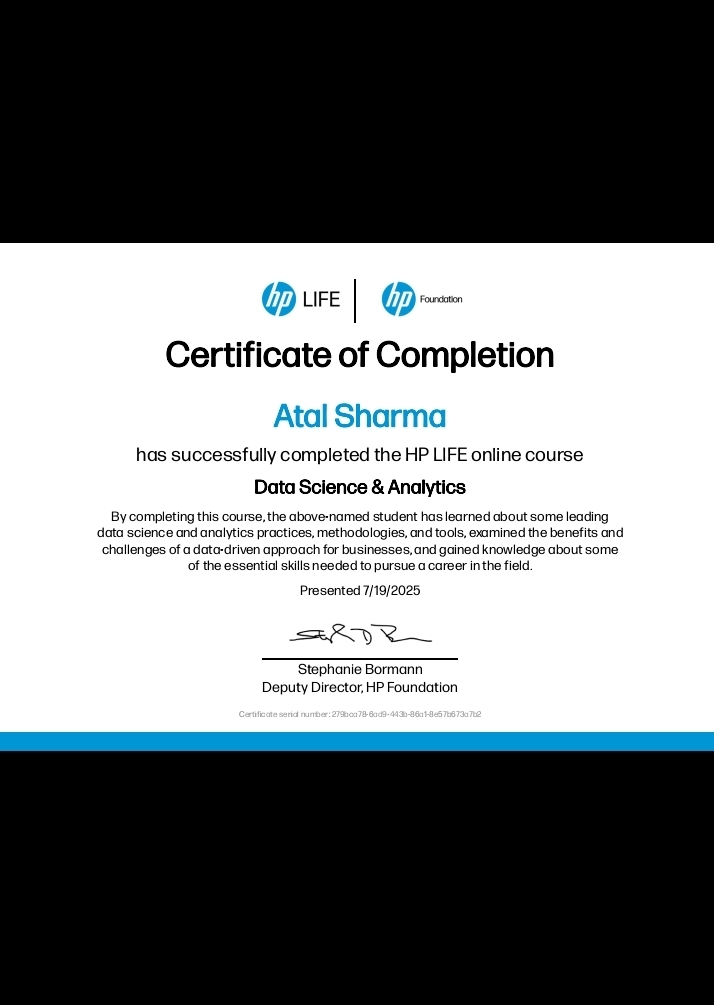 hp LIFE | hp Foundation
Certificate of Completion
Atal Sharma
has successfully completed the HP LIFE online course
Data Science & Analytics
By completing this course, the above-named student has learned about some leading
data science and analytics practices, methodologies, and tools, examined the benefits and
challenges of a data-driven approach for businesses, and gained knowledge about some
of the essential skills needed to pursue a career in the field.
Presented 7/19/2025
Stephanie Bormann
Deputy Director, HP Foundation
Certificate serial number: 279bca78-6ad9-443b-86a1-8e57b673a7b2